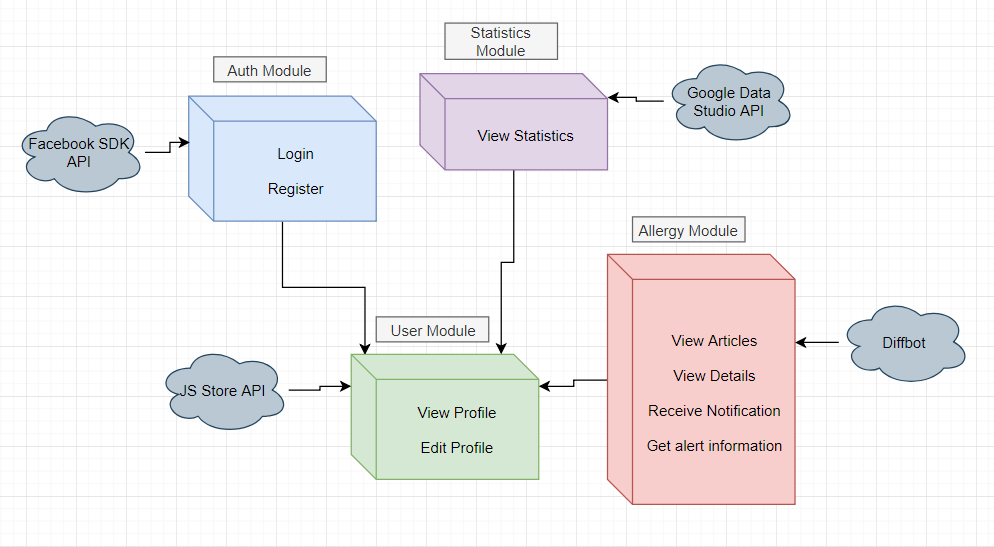 Statistics
Module
Auth Module
Google Data
Studio API
View Statistics
Facebook SDK
API
Login
Register
Allergy Module
User Module
View Articles
Diffbot
View Details
JS Store API
View Profile
Receive Notification
Edit Profile
Get alert information